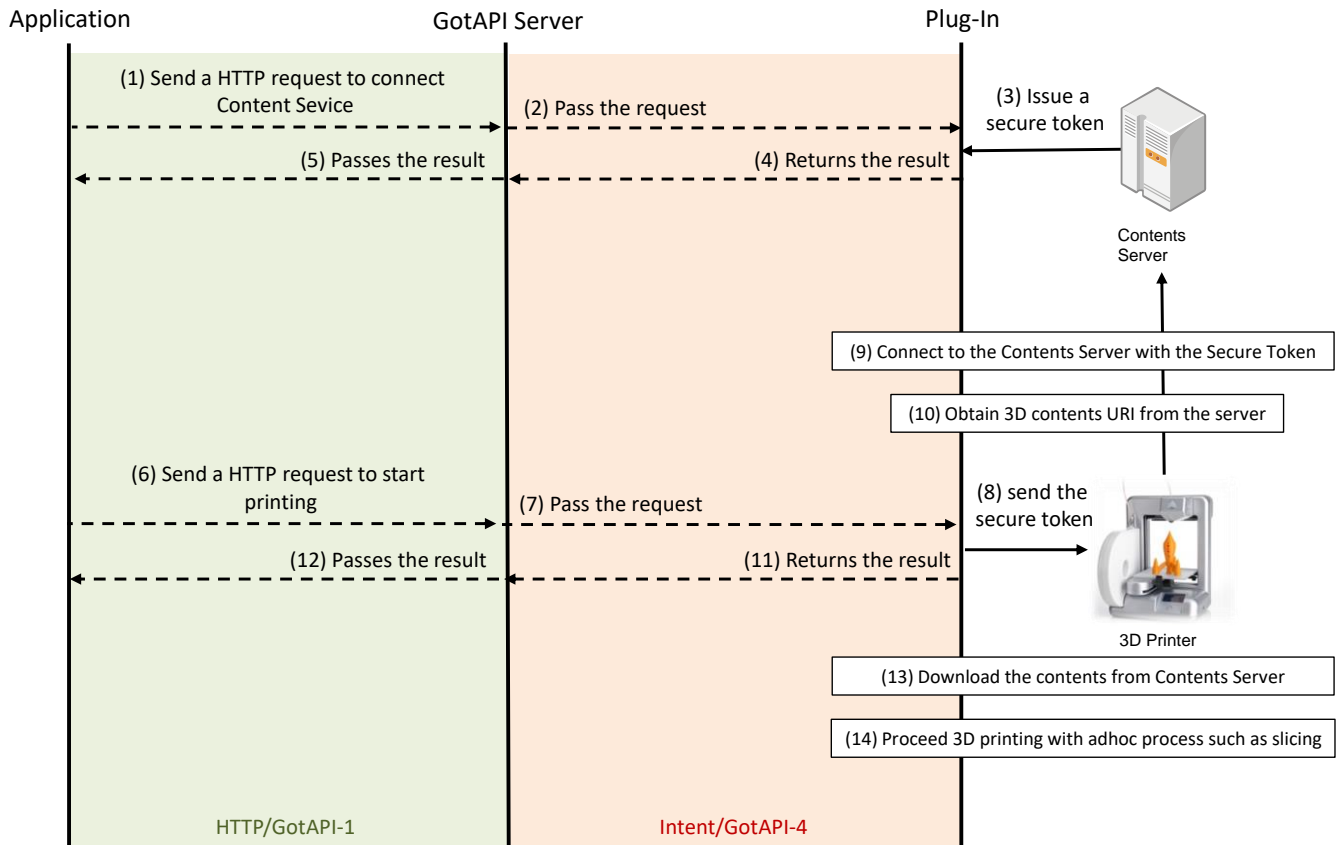 Application
GotAPI Server
Plug-In
(1) Send a HTTP request to connect
Content Sevice
(2) Pass the request
(3) Issue a
secure token
(5) Passes the result
(4) Returns the result
Contents
Server
(9) Connect to the Contents Server with the Secure Token
(10) Obtain 3D contents URI from the server
(6) Send a HTTP request to start
printing
(7) Pass the request
(8) send the
secure token
(12) Passes the result
(11) Returns the result
3D Printer
(13) Download the contents from Contents Server
(14) Proceed 3D printing with adhoc process such as slicing
HTTP/GotAPI-1
Intent/GotAPI-4